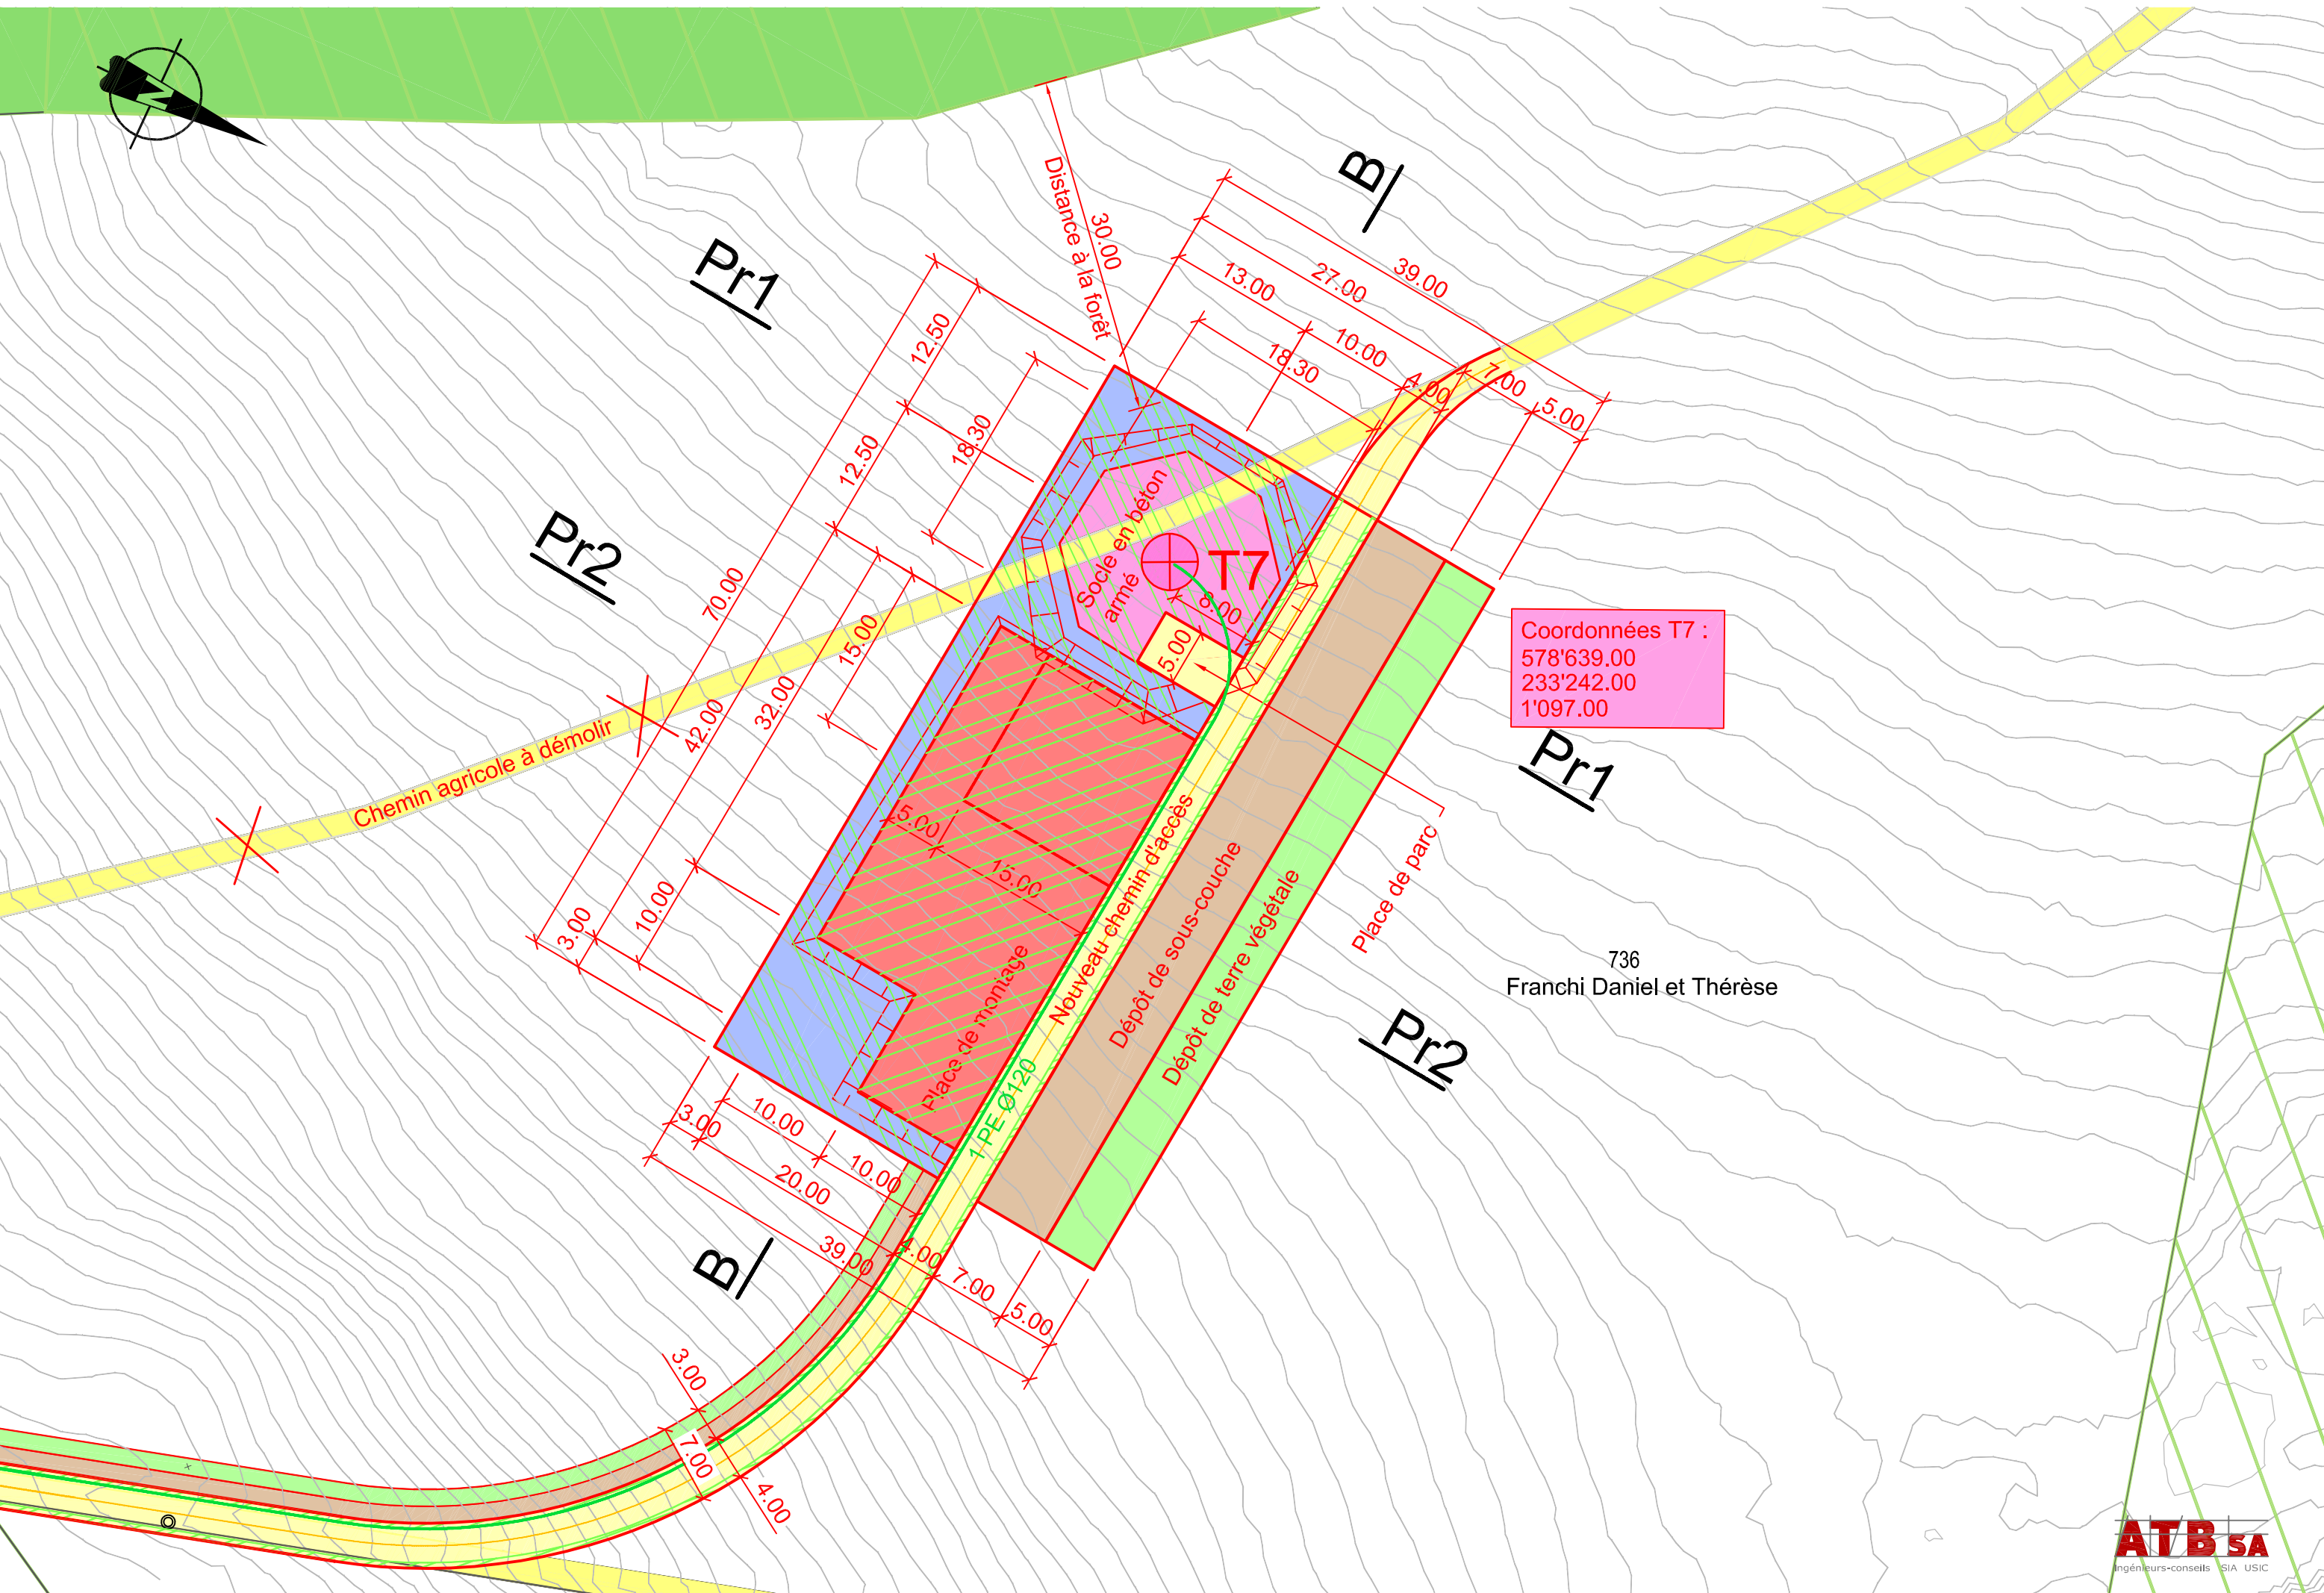 N
B
Distance à la forêt
30.00
39.00
27.00
13.00
10.00
18.30
4.00
7.00
5.00
Pr1
12.50
12.50
18.30
70.00
Pr2
15.00
42.00
32.00
3.00
10.00
Socle en béton
armé
T7
8.00
5.00
Coordonnées T7 :
578'639.00
233'242.00
1'097.00
Chemin agricole à démolir
Pr1
5.00
15.00
Place de montage
Nouveau chemin d'accès
Dépôt de sous-couche
Dépôt de terre végétale
Place de parc
1 PE Ø120
736
Franchi Daniel et Thérèse
Pr2
3.00
10.00
10.00
20.00
39.00
4.00
7.00
5.00
B
3.00
7.00
4.00
ATB SA
Ingénieurs-conseils SIA USIC